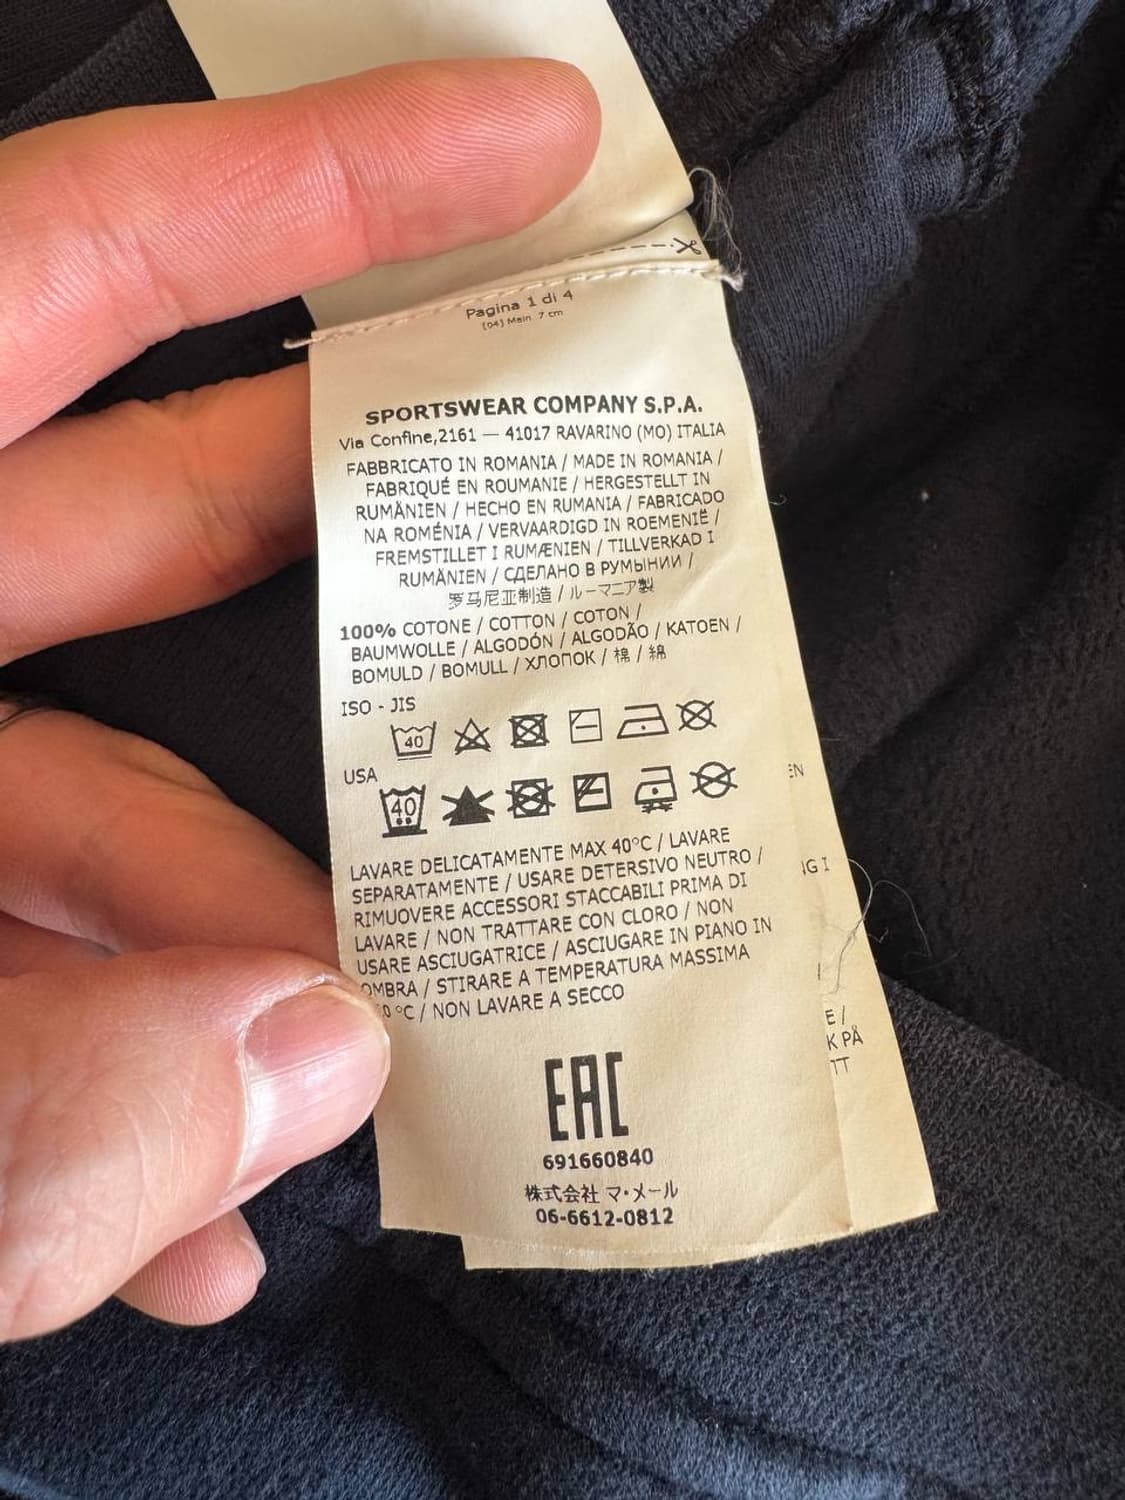 Pagina 1 di 4
[04] Main 7 cm
SPORTSWEAR COMPANY S.P.A.
Via Confine,2161 — 41017 RAVARINO (MO) ITALIA
FABBRICATO IN ROMANIA / MADE IN ROMANIA /
FABRIQUÉ EN ROUMANIE / HERGESTELLT IN
RUMÄNIEN / HECHO EN RUMANIA / FABRICADO
NA ROMÉNIA / VERVAARDIGD IN ROEMENIË /
FREMSTILLET I RUMÆNIEN / TILLVERKAD I
RUMÄNIEN / СДЕЛАНО В РУМЫНИИ /
罗马尼亚制造 / ルーマニア製
100% COTONE / COTTON / COTON /
BAUMWOLLE / ALGODÓN / ALGODÃO / KATOEN /
BOMULD / BOMULL / ХЛОПОК / 棉 / 綿
ISO - JIS
40
USA
40
LAVARE DELICATAMENTE MAX 40°C / LAVARE
SEPARATAMENTE / USARE DETERSIVO NEUTRO /
RIMUOVERE ACCESSORI STACCABILI PRIMA DI
LAVARE / NON TRATTARE CON CLORO / NON
USARE ASCIUGATRICE / ASCIUGARE IN PIANO IN
OMBRA / STIRARE A TEMPERATURA MASSIMA
0 °C / NON LAVARE A SECCO
EAC
691660840
株式会社 マ・メール
06-6612-0812
EN
NG I
E /
K PÅ
TT